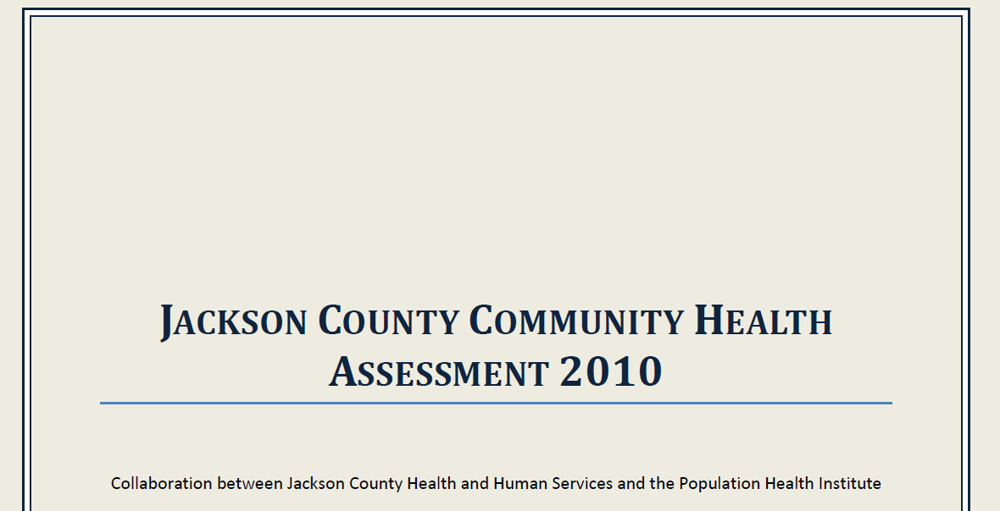 Jackson County Community Health
Assessment 2010
Collaboration between Jackson County Health and Human Services and the Population Health Institute